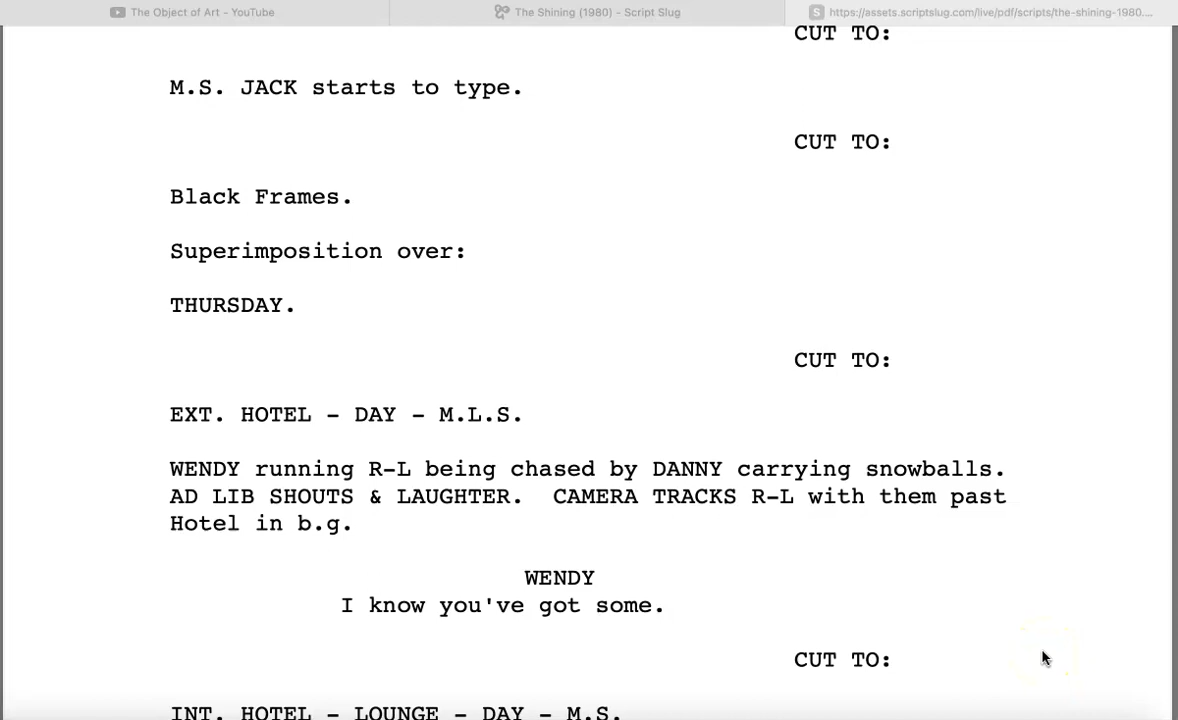 The Object of Art - YouTube
The Shining (1980) - Script Slug
S https://assets.scriptslug.com/live/pdf/scripts/the-shining-1980....
CUT TO:
M.S. JACK starts to type.
CUT TO:
Black Frames.
Superimposition over:
THURSDAY.
CUT TO:
EXT. HOTEL - DAY - M.L.S.
WENDY running R-L being chased by DANNY carrying snowballs.
AD LIB SHOUTS & LAUGHTER.  CAMERA TRACKS R-L with them past
Hotel in b.g.
WENDY
I know you've got some.
CUT TO:
INT. HOTEL - LOUNGE - DAY - M.S.